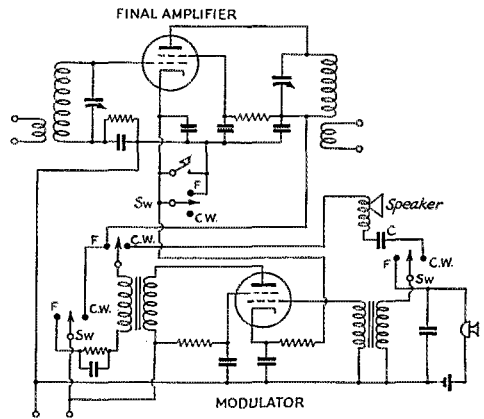 FINAL AMPLIFIER
F
Sw
C.W.
Speaker
C
F
C.W.
F
C.W.
Sw
F
C.W.
Sw
MODULATOR